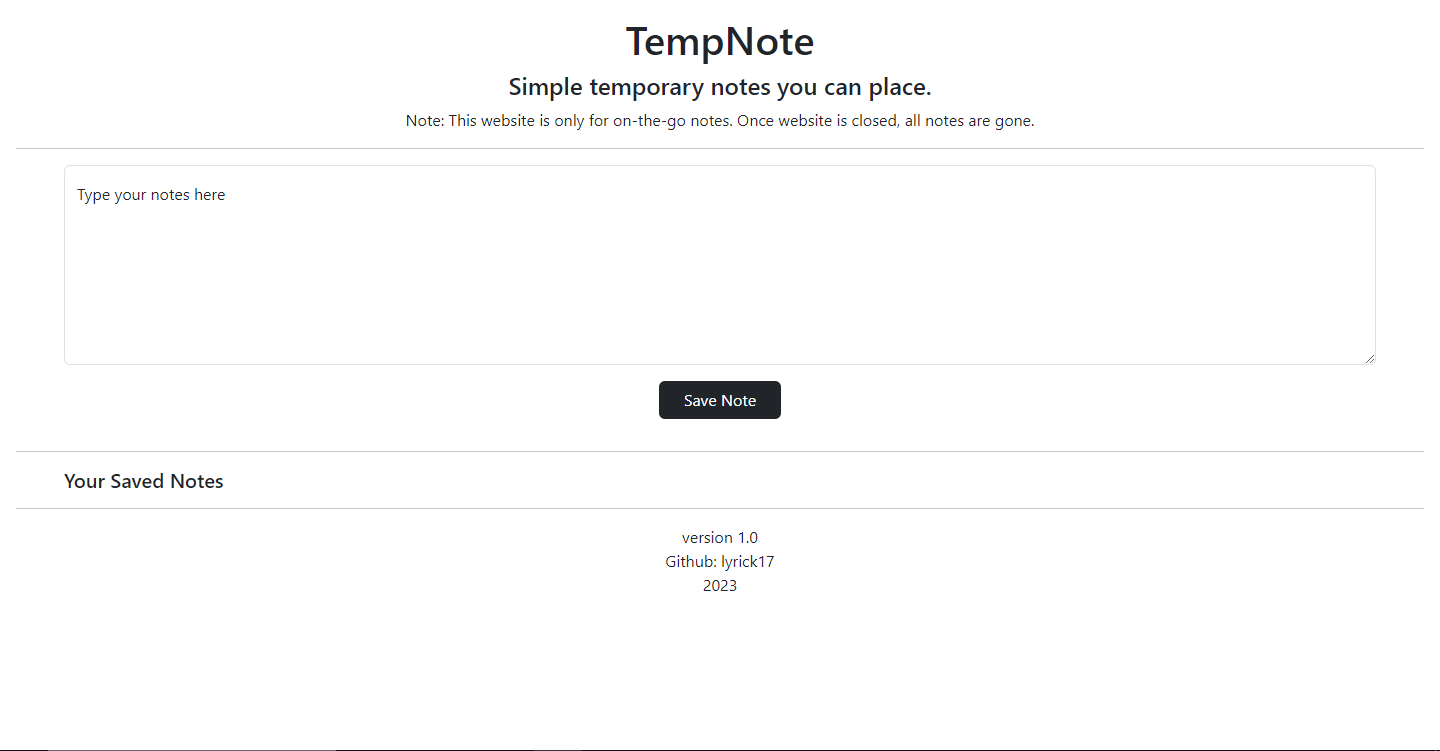 TempNote
Simple temporary notes you can place.
Note: This website is only for on-the-go notes. Once website is closed, all notes are gone.
Type your notes here
Save Note
Your Saved Notes
version 1.0
Github: lyrick17
2023